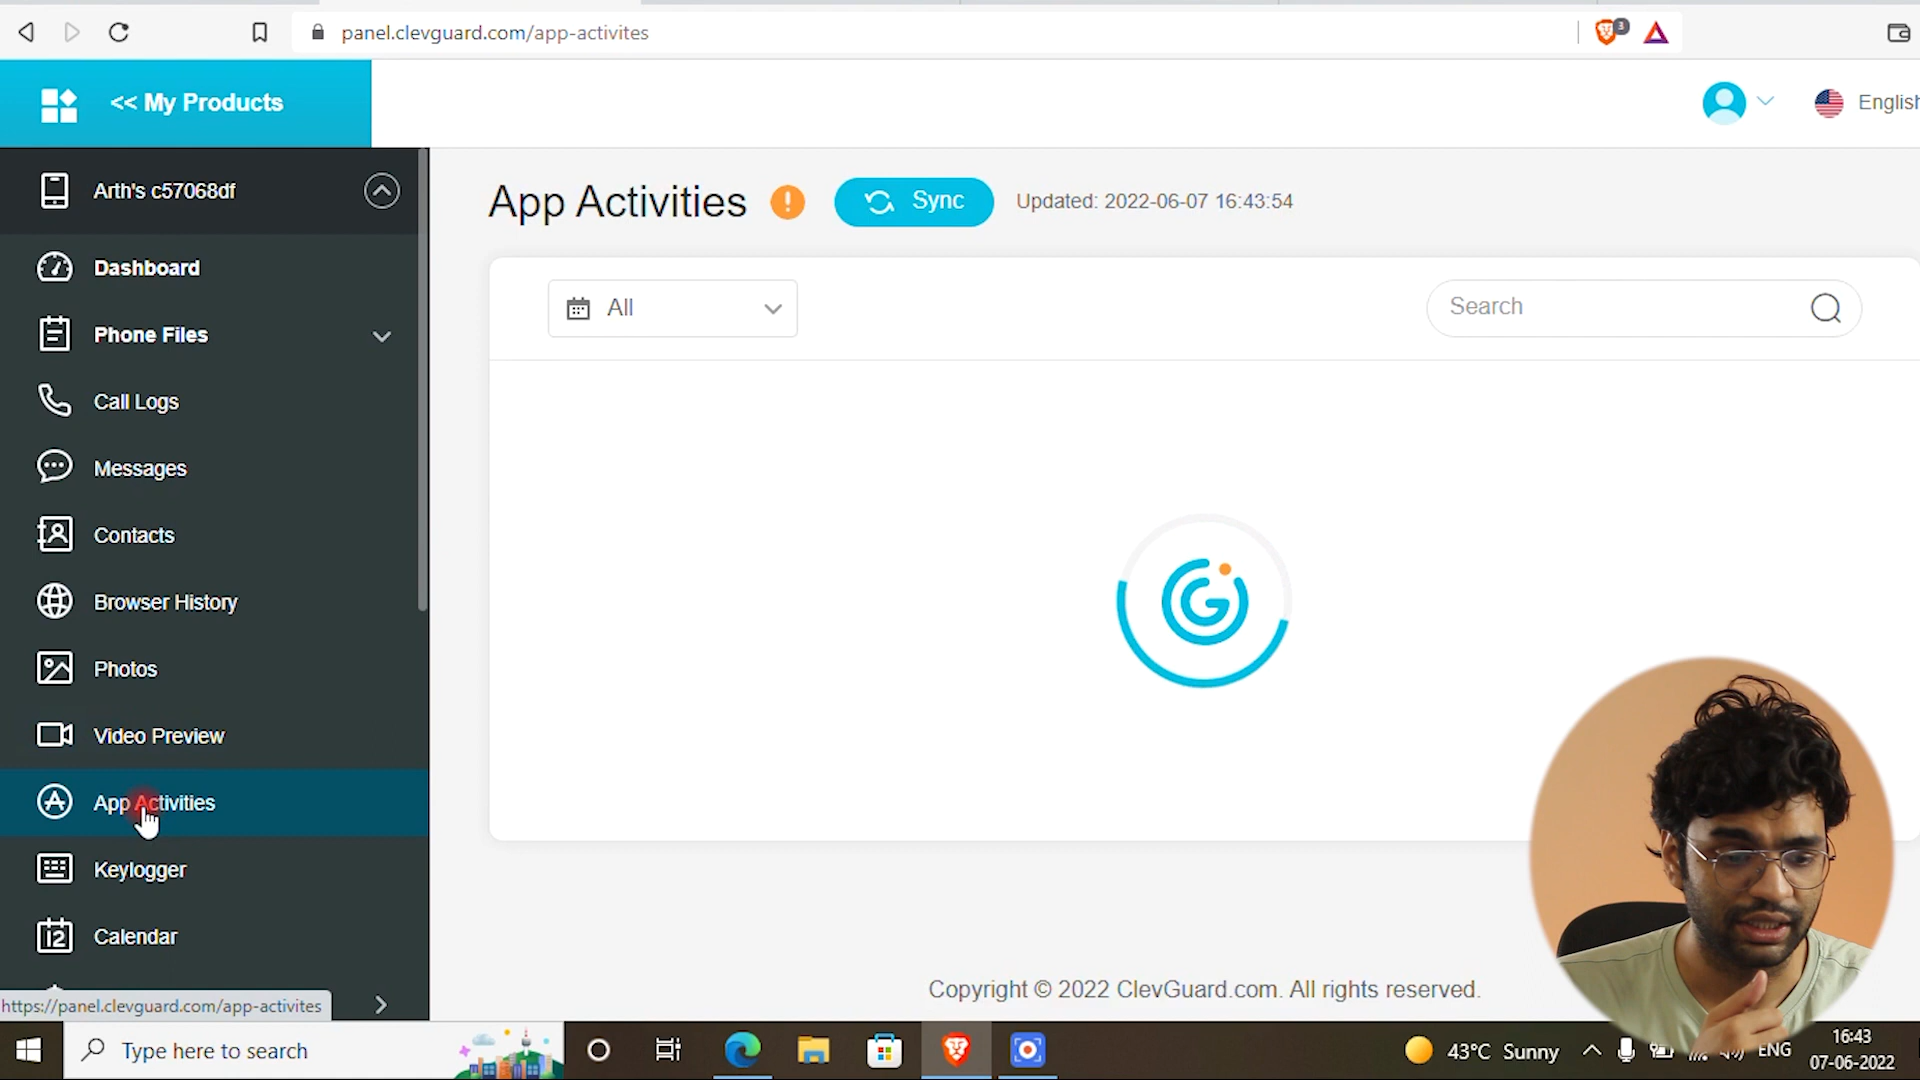 panel.clevguard.com/app-activites
3
<< My Products
English
Arth's c57068df
App Activities
!
Sync
Updated: 2022-06-07 16:43:54
Dashboard
Phone Files
All
Search
Call Logs
Messages
Contacts
Browser History
Photos
Video Preview
App Activities
Keylogger
12
Calendar
Copyright © 2022 ClevGuard.com. All rights reserved.
https://panel.clevguard.com/app-activites
Type here to search
43°C Sunny
ENG
16:43
07-06-2022